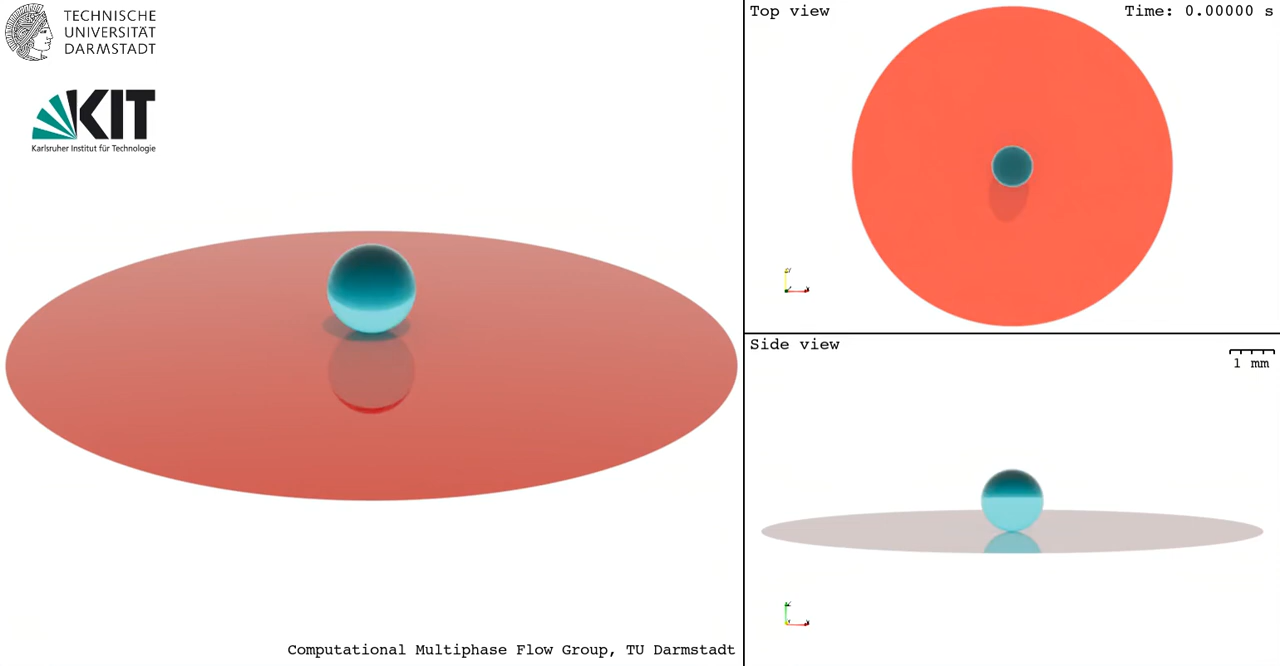 TECHNISCHE
UNIVERSITÄT
DARMSTADT
KIT
Karlsruher Institut für Technologie
Top view
Time: 0.00000 s
Side view
1 mm
Computational Multiphase Flow Group, TU Darmstadt